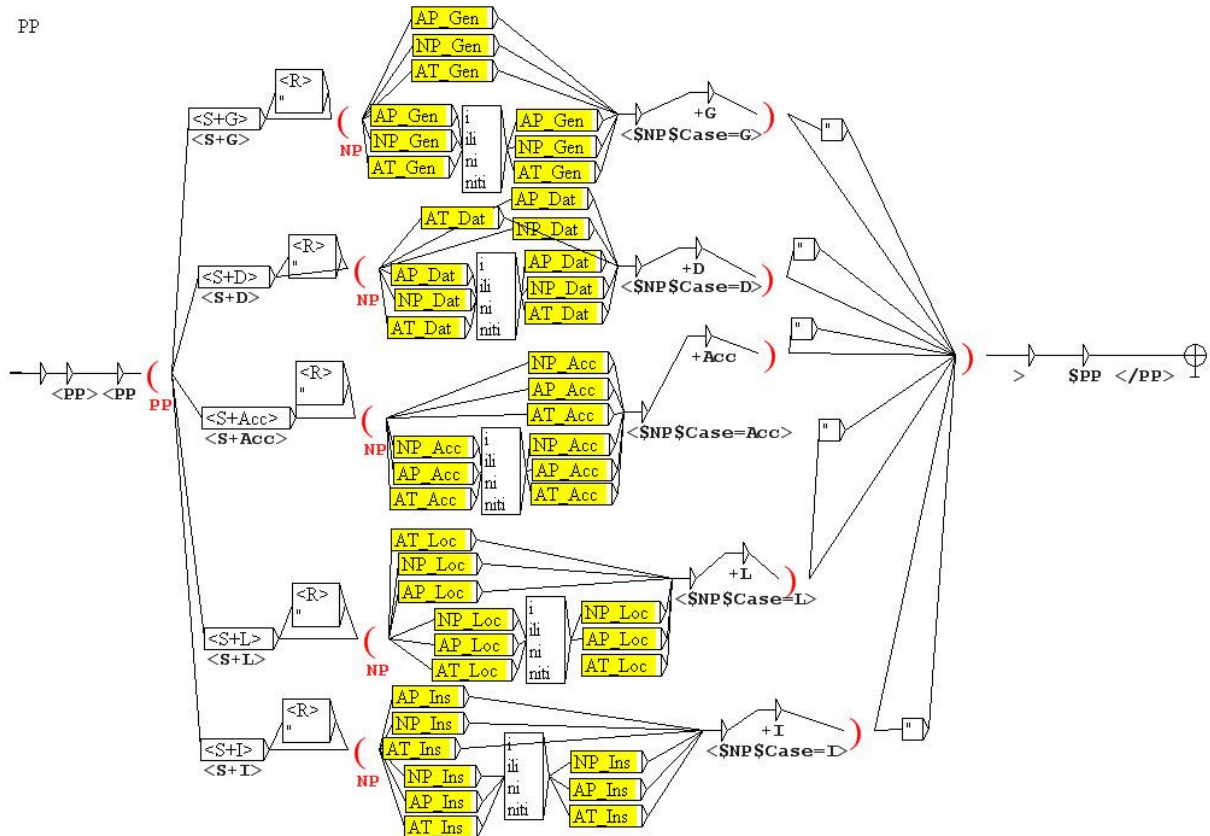 PP
AP_Gen
NP_Gen
AT_Gen
<R>
"
<S+G>
<S+G>
(
NP
AP_Gen
NP_Gen
AT_Gen
i
ili
ni
niti
AP_Gen
NP_Gen
AT_Gen
+G
<$NP$Case=G>
)
"
<R>
"
<S+D>
<S+D>
(
NP
AP_Dat
AT_Dat
NP_Dat
AP_Dat
NP_Dat
AT_Dat
i
ili
ni
niti
AP_Dat
NP_Dat
AT_Dat
+D
<$NP$Case=D>
)
"
<PP> <PP
(
PP
<R>
"
<S+Acc>
<S+Acc>
(
NP
NP_Acc
AP_Acc
AT_Acc
NP_Acc
AP_Acc
AT_Acc
i
ili
ni
niti
NP_Acc
AP_Acc
AT_Acc
+Acc
<$NP$Case=Acc>
)
"
)
> $PP </PP>
<R>
"
<S+L>
<S+L>
(
NP
AT_Loc
NP_Loc
AP_Loc
NP_Loc
AP_Loc
AT_Loc
i
ili
ni
niti
NP_Loc
AP_Loc
AT_Loc
+L
<$NP$Case=L>
)
"
<R>
"
<S+I>
<S+I>
(
NP
AP_Ins
NP_Ins
AT_Ins
NP_Ins
AP_Ins
AT_Ins
i
ili
ni
niti
NP_Ins
AP_Ins
AT_Ins
+I
<$NP$Case=I>
)
"